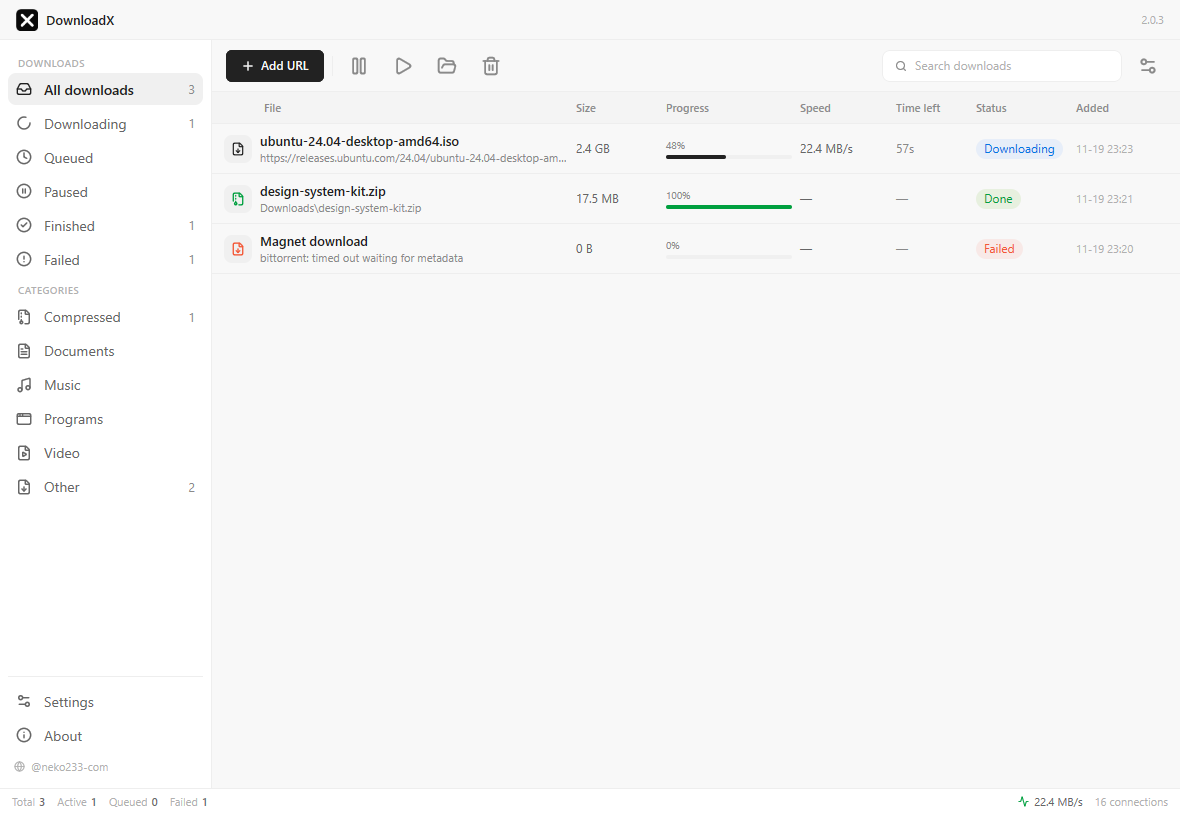 DownloadX
2.0.3
DOWNLOADS
All downloads 3
Downloading 1
Queued
Paused
Finished 1
Failed 1
CATEGORIES
Compressed 1
Documents
Music
Programs
Video
Other 2
Settings
About
@neko233-com
Add URL
Search downloads
File Size Progress Speed Time left Status Added
ubuntu-24.04-desktop-amd64.iso
https://releases.ubuntu.com/24.04/ubuntu-24.04-desktop-am...
2.4 GB 48% 22.4 MB/s 57s Downloading 11-19 23:23
design-system-kit.zip
Downloads\design-system-kit.zip
17.5 MB 100% — — Done 11-19 23:21
Magnet download
bittorrent: timed out waiting for metadata
0 B 0% — — Failed 11-19 23:20
Total 3 Active 1 Queued 0 Failed 1
22.4 MB/s 16 connections